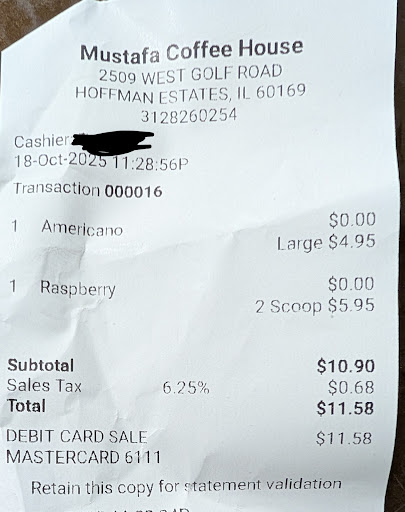 Mustafa Coffee House
2509 WEST GOLF ROAD
HOFFMAN ESTATES, IL 60169
3128260254
Cashier
18-Oct-2025 11:28:56P
Transaction 000016
1 Americano $0.00
Large $4.95
1 Raspberry $0.00
2 Scoop $5.95
Subtotal $10.90
Sales Tax 6.25% $0.68
Total $11.58
DEBIT CARD SALE $11.58
MASTERCARD 6111
Retain this copy for statement validation